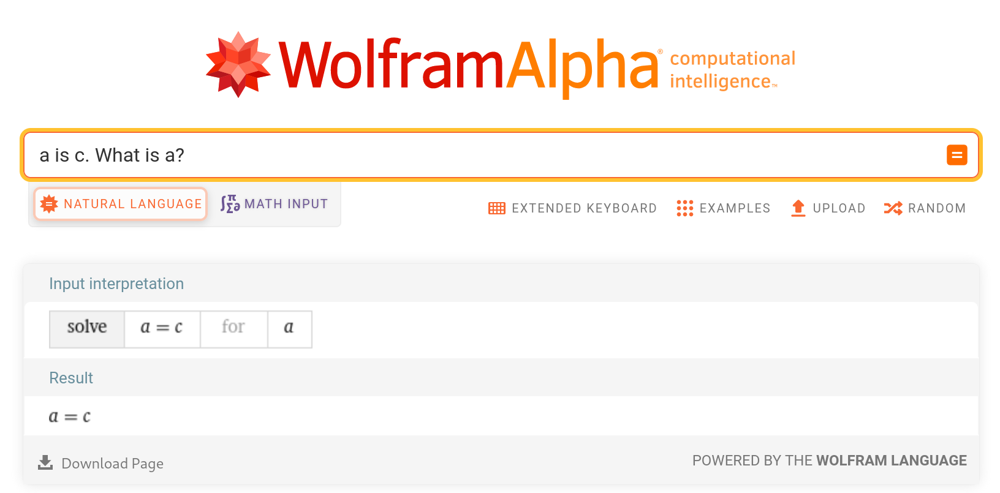 WolframAlpha® computational
intelligence™
a is c. What is a?
NATURAL LANGUAGE MATH INPUT EXTENDED KEYBOARD EXAMPLES UPLOAD RANDOM
Input interpretation
solve a = c for a
Result
a = c
Download Page POWERED BY THE WOLFRAM LANGUAGE